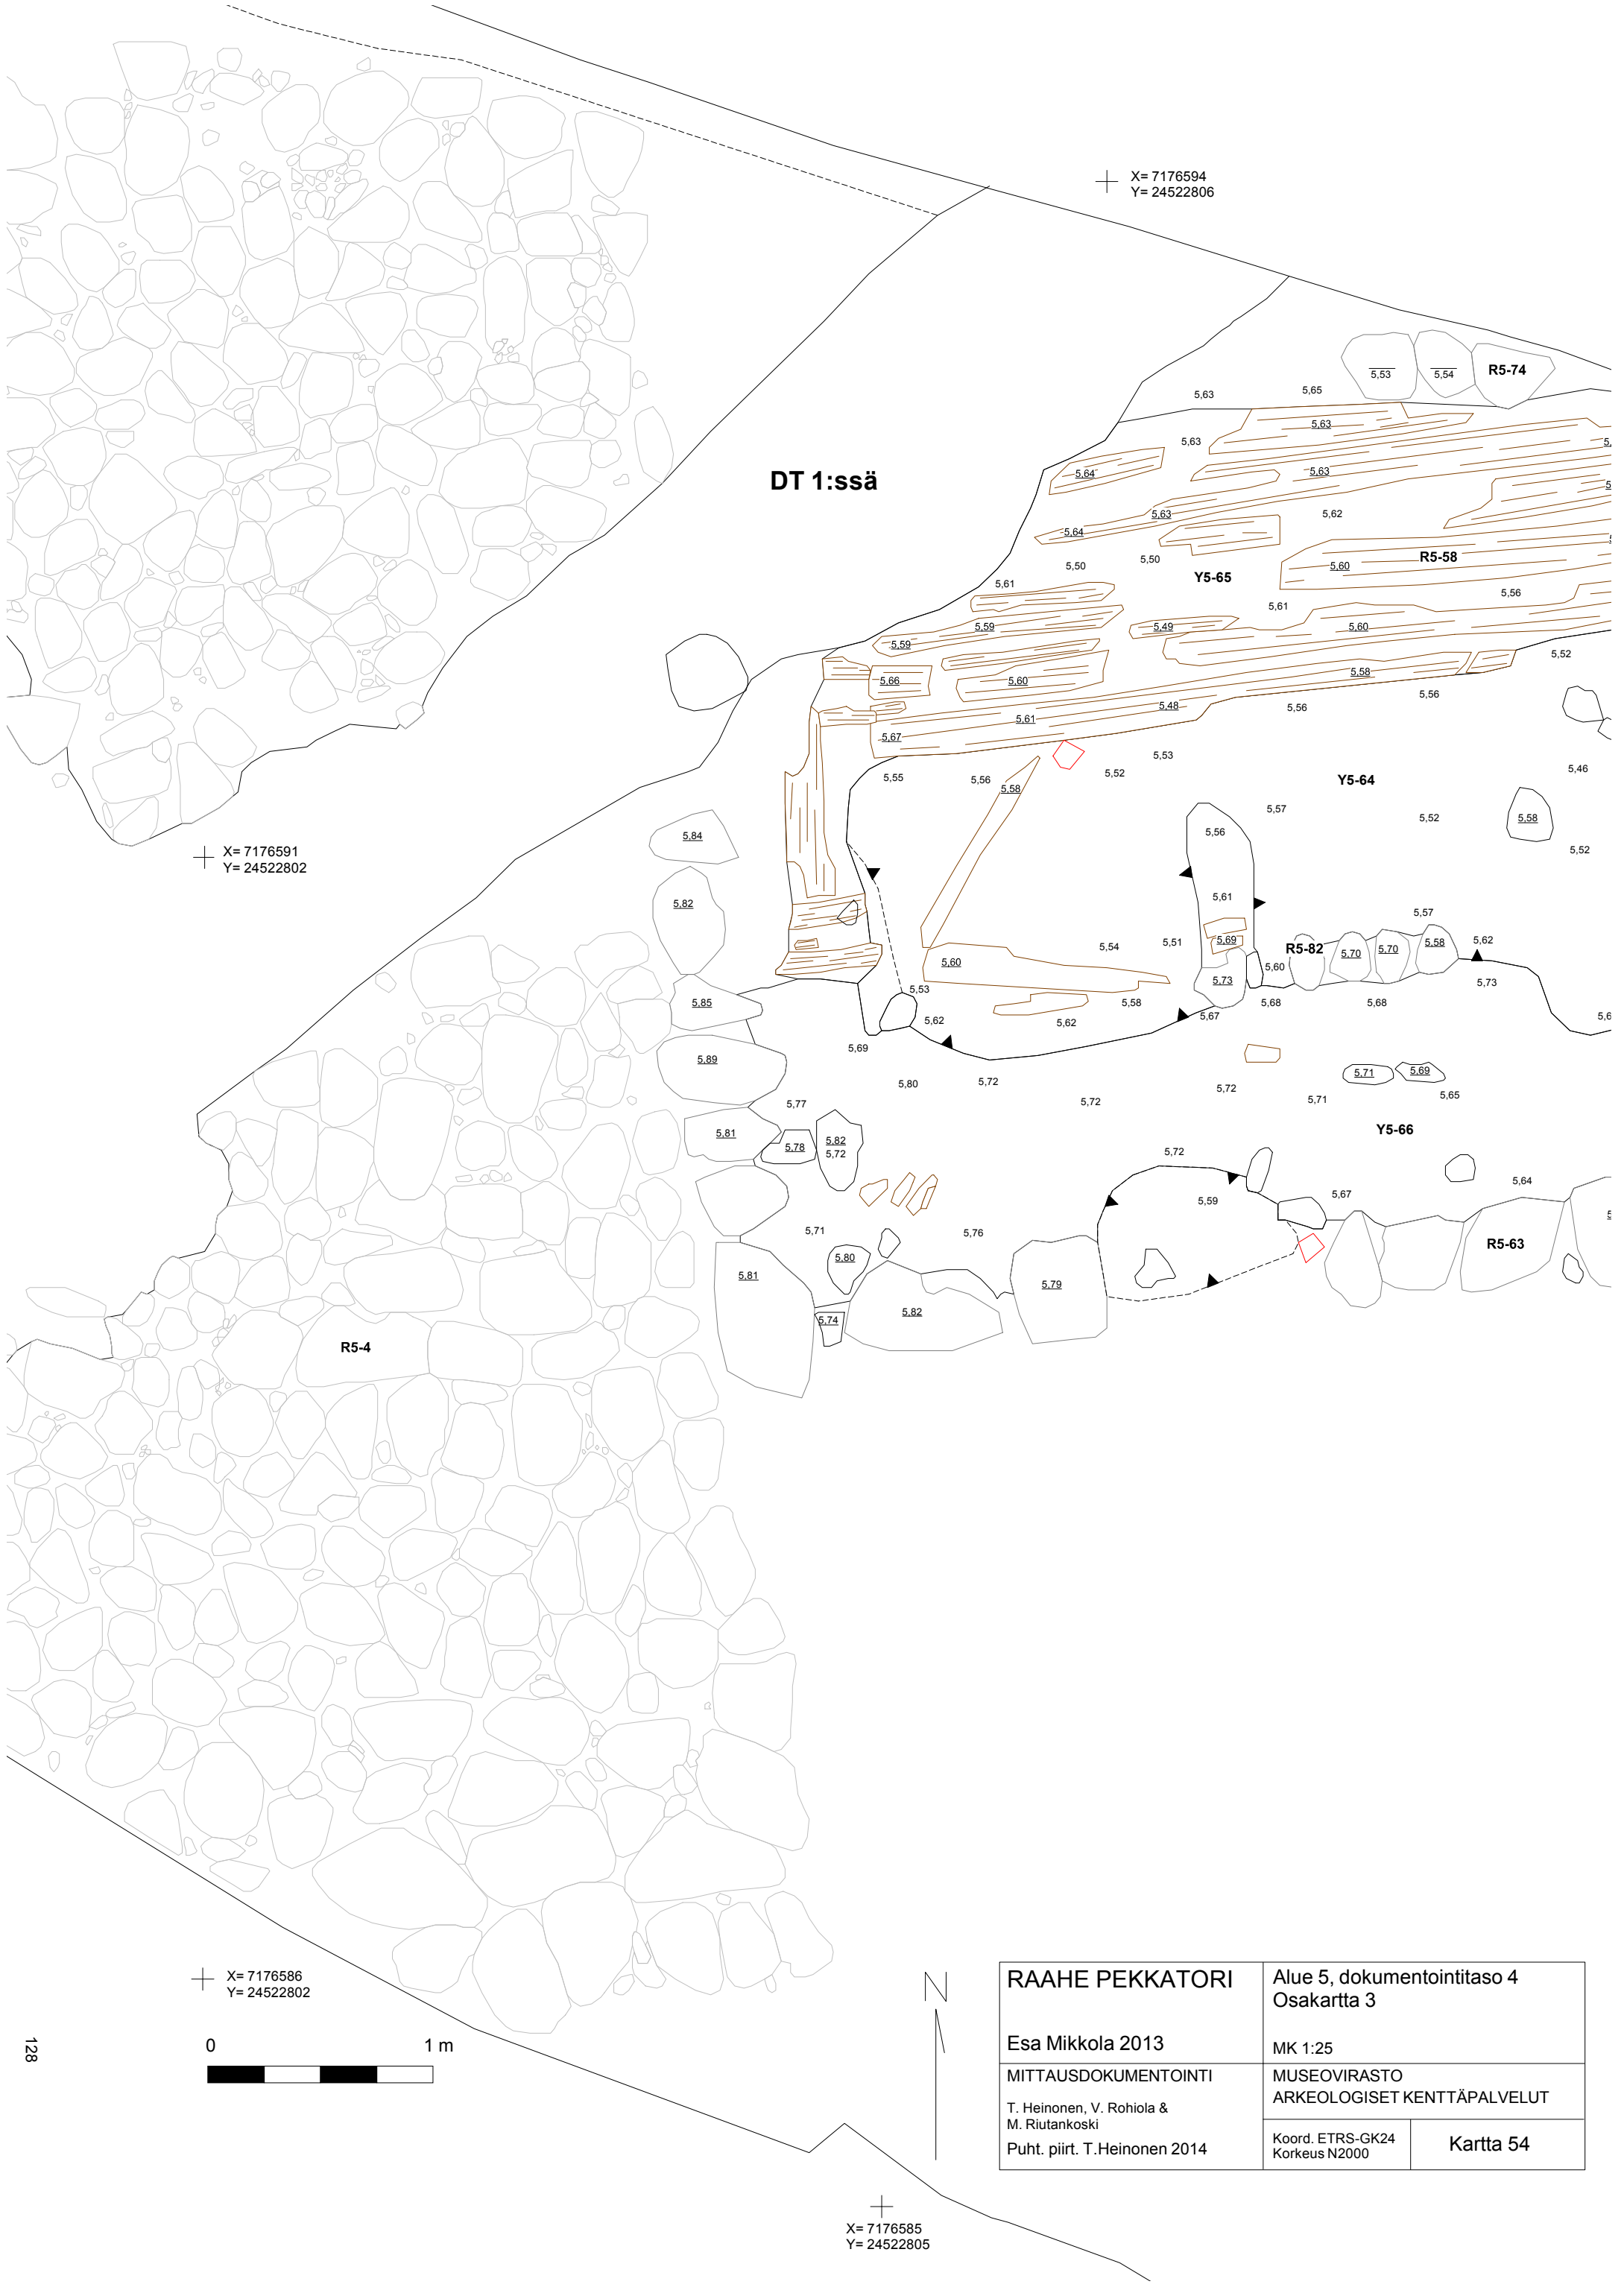 X= 7176594
Y= 24522806
5,53
5,54
R5-74
5,63
5,65
5,63
5,63
5,64
5,63
5,63
5,62
5,64
5,50
5,50
R5-58
5,60
Y5-65
5,61
5,56
5,61
5,59
5,59
5,49
5,60
5,52
5,66
5,60
5,58
5,56
5,48
5,56
5,61
5,67
DT 1:ssä
5,53
5,55
5,56
5,58
5,52
Y5-64
5,46
5,57
5,52
5,58
5,56
5,52
5,84
X= 7176591
Y= 24522802
5,82
5,61
5,57
5,69
R5-82
5,70
5,70
5,58
5,62
5,54
5,51
5,60
5,60
5,73
5,73
5,53
5,58
5,68
5,68
5,85
5,62
5,62
5,67
5,69
5,89
5,80
5,72
5,72
5,72
5,71
5,71
5,69
5,65
5,77
5,81
5,78
5,82
5,72
Y5-66
5,72
5,59
5,67
5,64
5,71
5,76
R5-63
5,80
5,81
5,79
5,82
5,74
R5-4
X= 7176586
Y= 24522802
0
1 m
128
N
RAAHE PEKKATORI
Esa Mikkola 2013
Alue 5, dokumentointitaso 4
Osakartta 3
MK 1:25
MITTAUSDOKUMENTOINTI
T. Heinonen, V. Rohiola &
M. Riutankoski
Puht. piirt. T.Heinonen 2014
MUSEOVIRASTO
ARKEOLOGISET KENTTÄPALVELUT
Koord. ETRS-GK24
Korkeus N2000
Kartta 54
X= 7176585
Y= 24522805